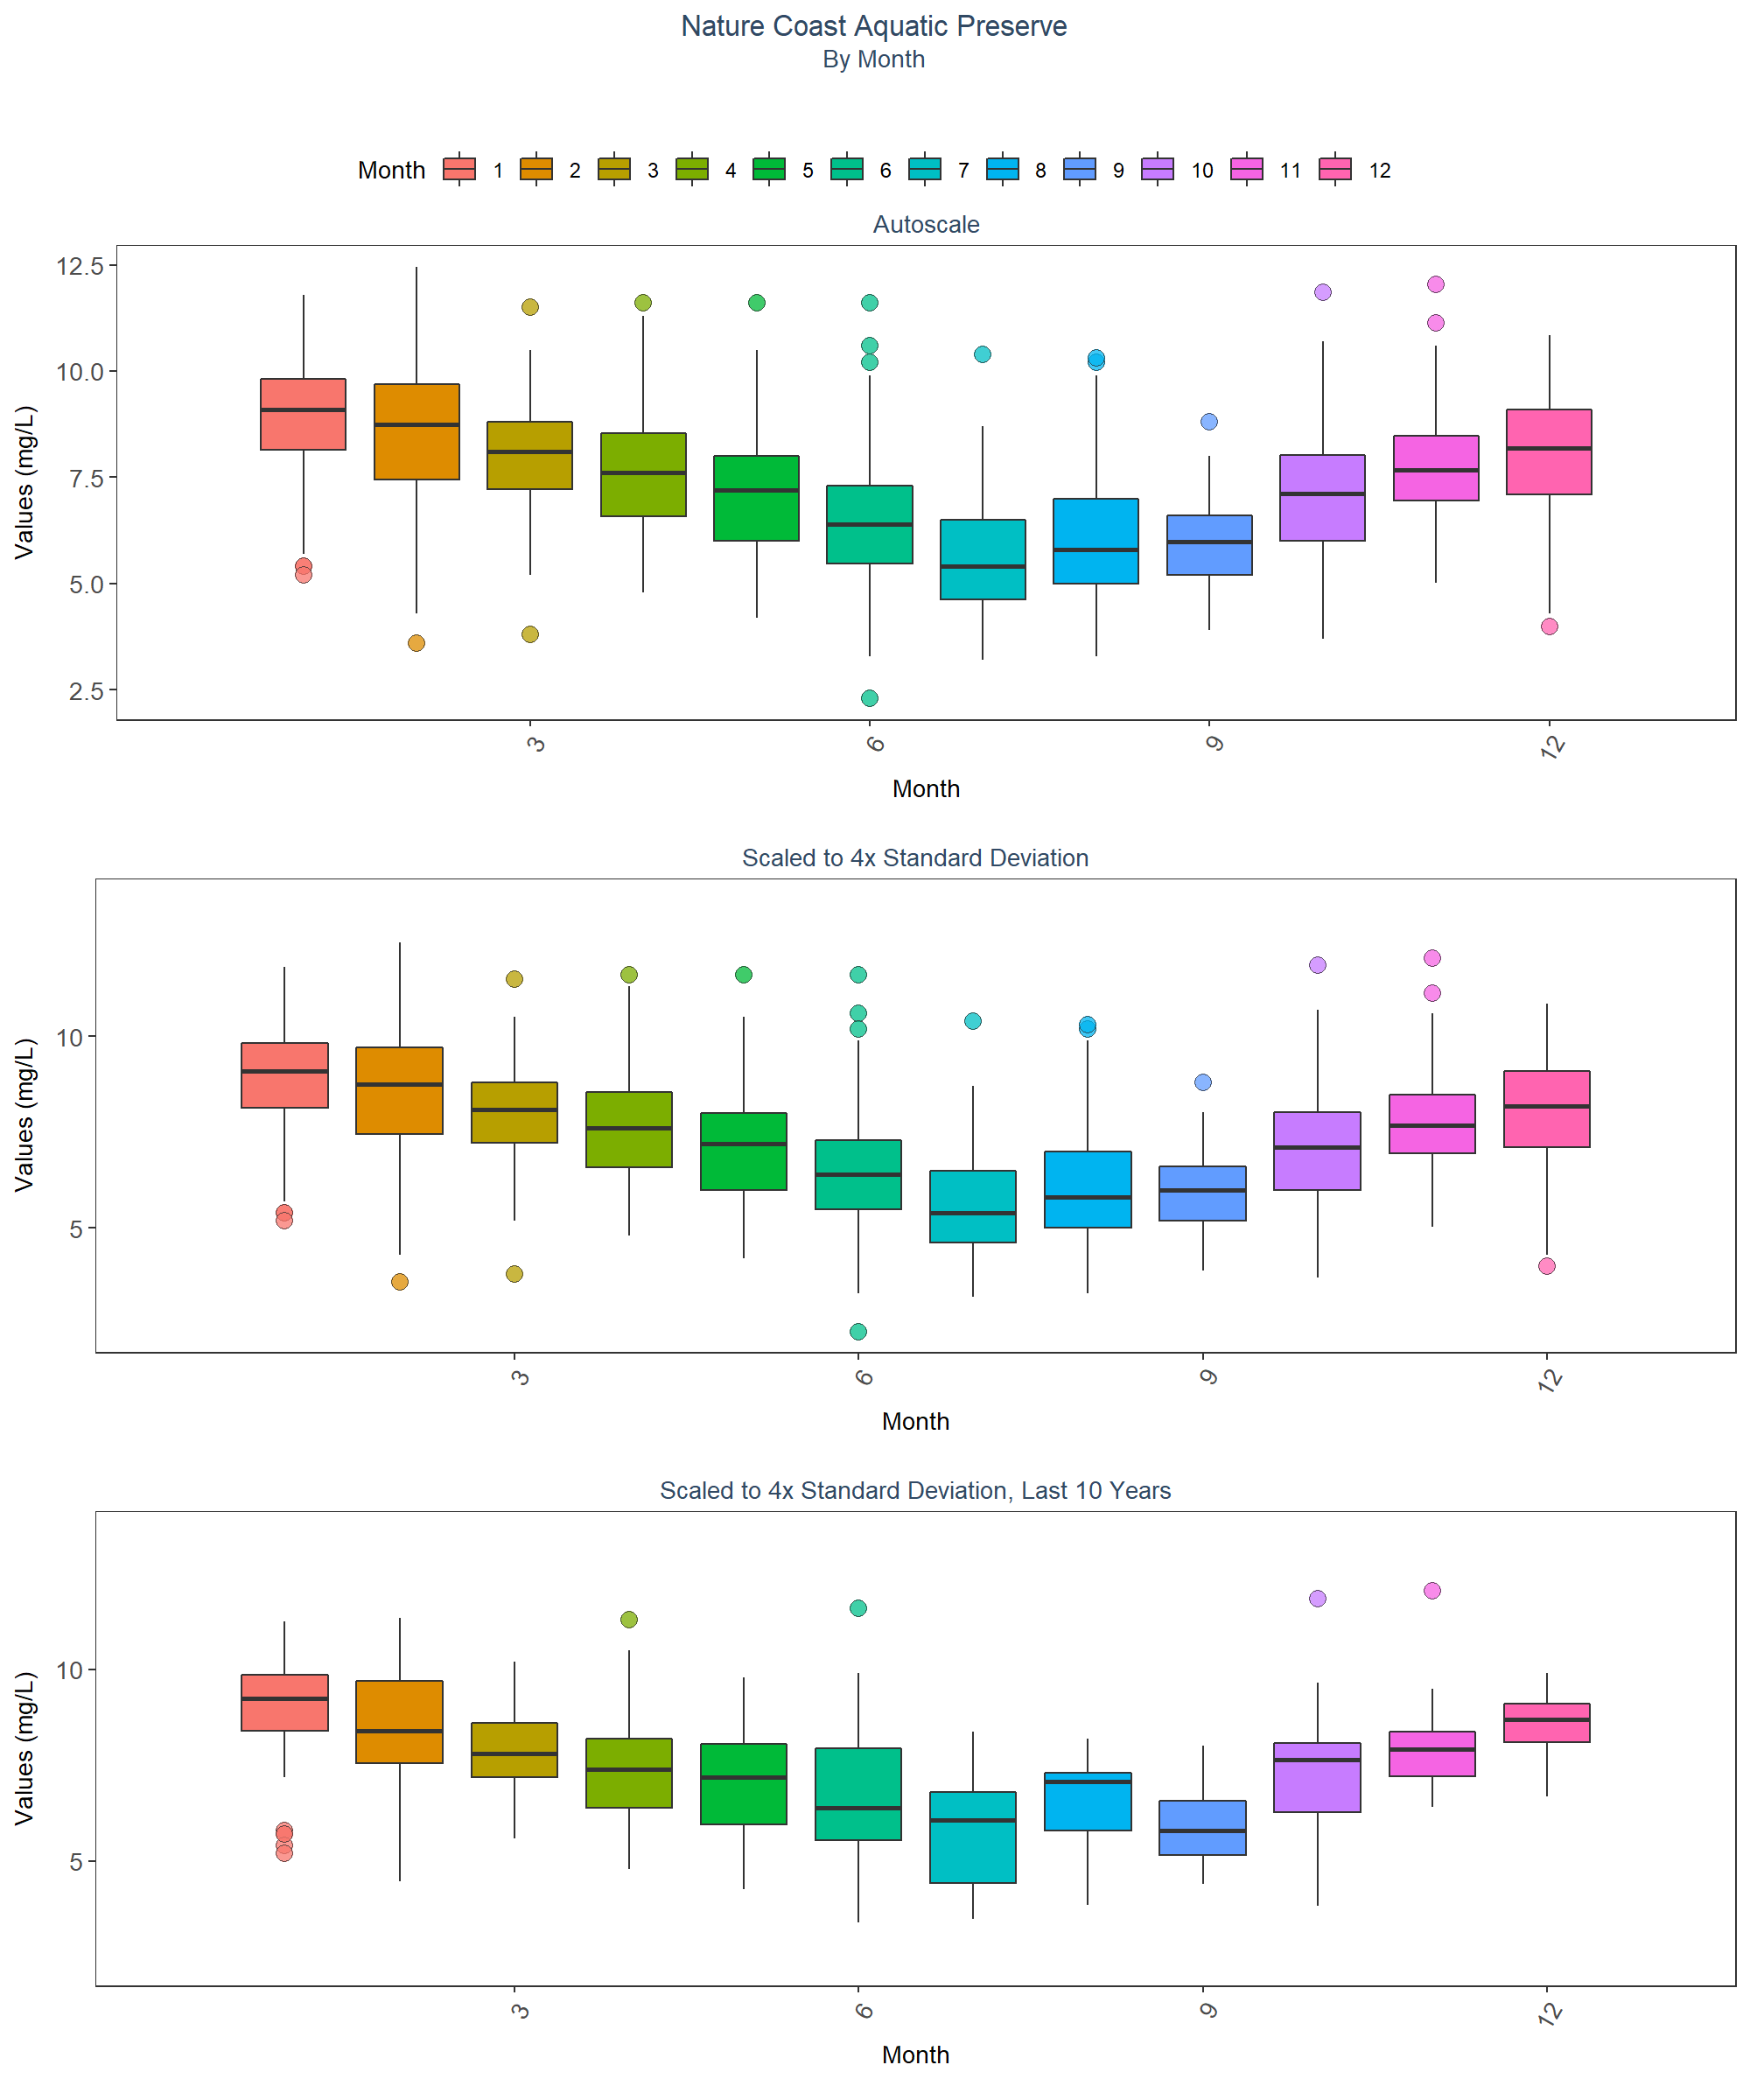 Nature Coast Aquatic Preserve
By Month
Month 1 2 3 4 5 6 7 8 9 10 11 12
Autoscale
Values (mg/L)
12.5
10.0
7.5
5.0
2.5
3 6 9 12
Month
Scaled to 4x Standard Deviation
Values (mg/L)
10
5
3 6 9 12
Month
Scaled to 4x Standard Deviation, Last 10 Years
Values (mg/L)
10
5
3 6 9 12
Month